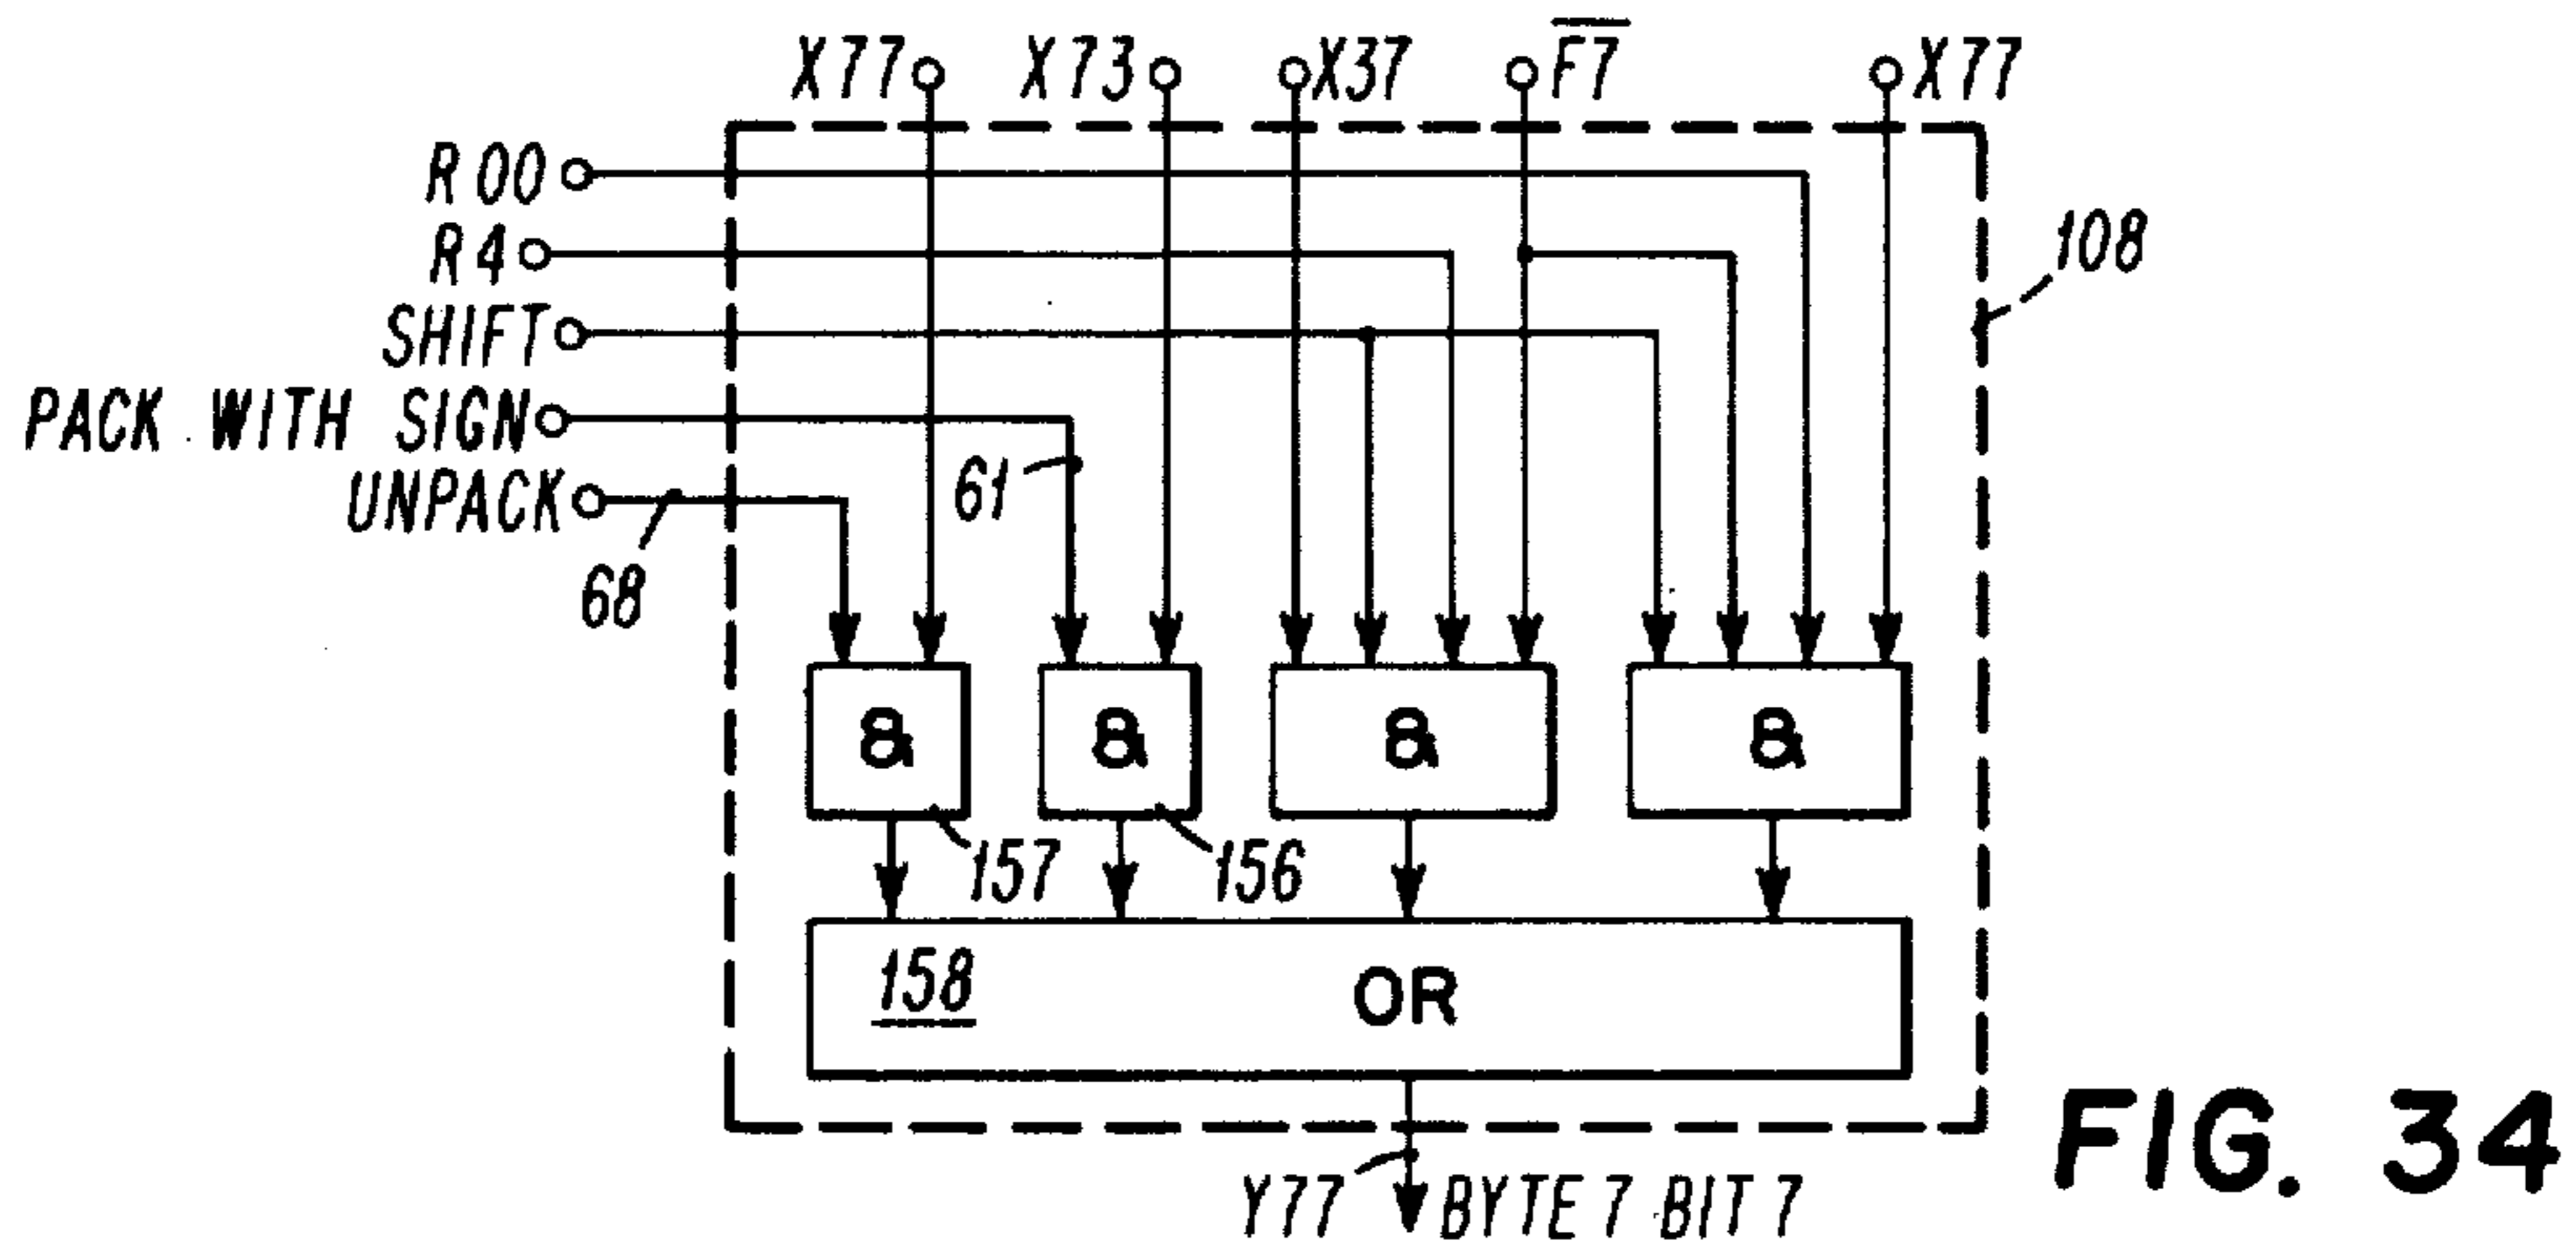 X77 X73 X37 F̅7̅ X77
R00
R4
SHIFT
PACK WITH SIGN
UNPACK
108
61
68
& & & &
157 156
158 OR
Y77 BYTE 7 BIT 7
FIG. 34